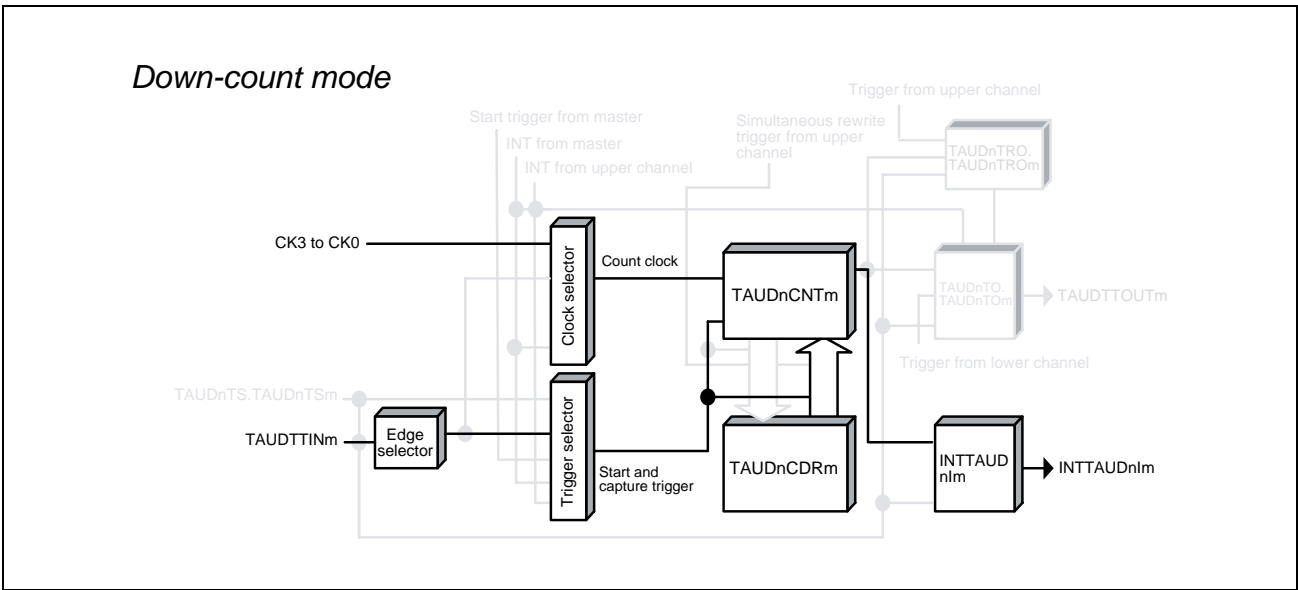 Down-count mode
Trigger from upper channel
Start trigger from master
Simultaneous rewrite
trigger from upper
channel
INT from master
INT from upper channel
TAUDnTRO.
TAUDnTROm
CK3 to CK0
Clock selector
Count clock
TAUDnCNTm
TAUDnTO.
TAUDnTOm
TAUDTTOUTm
Trigger from lower channel
TAUDnTS.TAUDnTSm
TAUDTTINm
Edge
selector
Trigger selector
Start and
capture trigger
TAUDnCDRm
INTTAUD
nIm
INTTAUDnIm